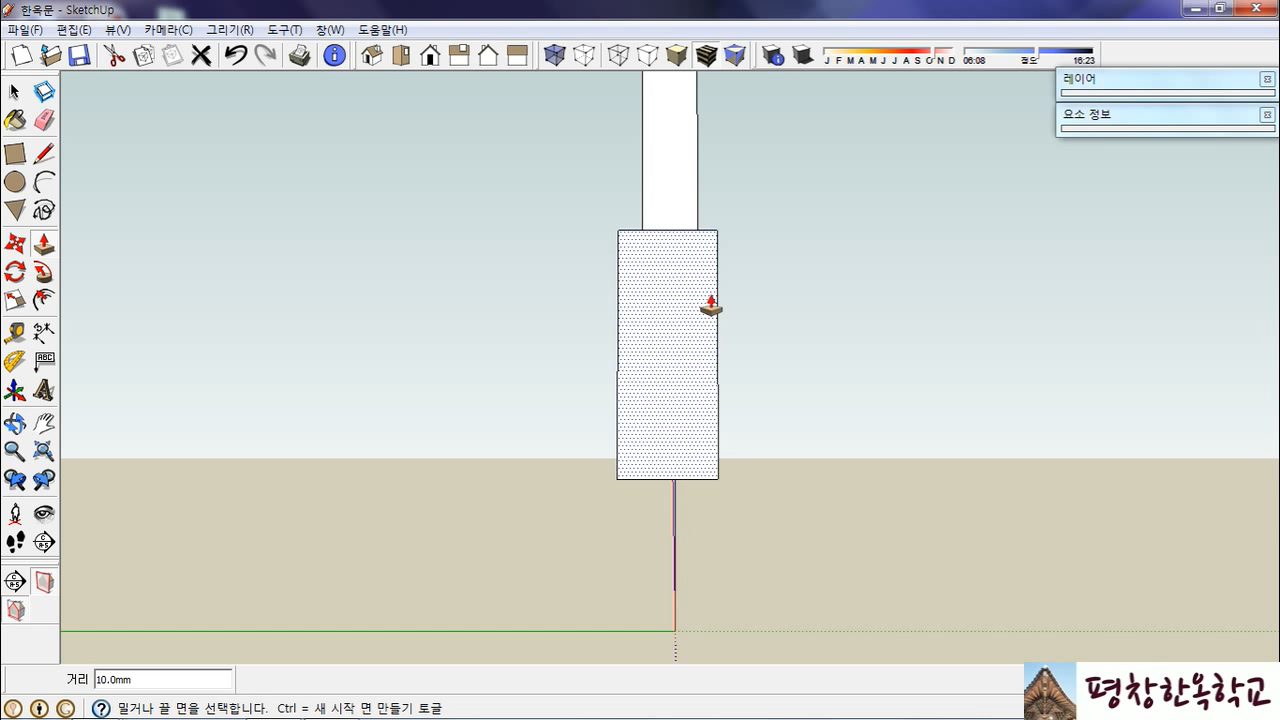 한옥문 - SketchUp
파일(F) 편집(E) 뷰(V) 카메라(C) 그리기(R) 도구(T) 창(W) 도움말(H)
J F M A M J J A S O N D 06:08 정오 16:23
레이어
요소 정보
ABC
거리 10.0mm
밀거나 끌 면을 선택합니다. Ctrl = 새 시작 면 만들기 토글
평창한옥학교